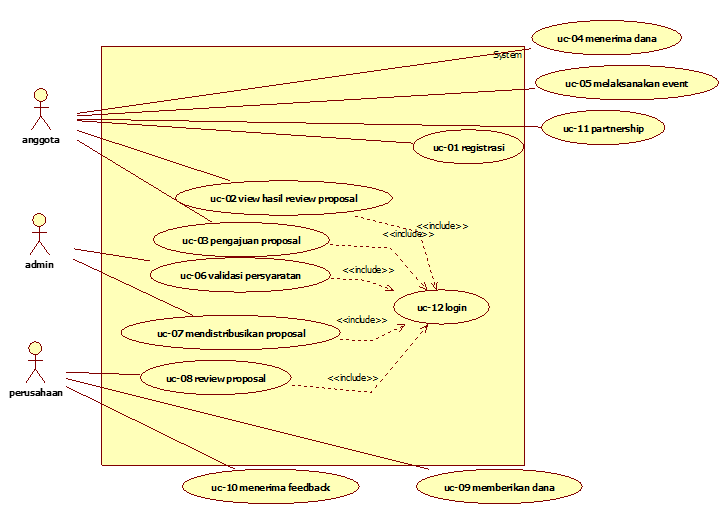 uc-04 menerima dana
System
uc-05 melaksanakan event
anggota
uc-11 partnership
uc-01 registrasi
uc-02 view hasil review proposal
<<include>>
<<include>>
uc-03 pengajuan proposal
admin
uc-06 validasi persyaratan
<<include>>
uc-12 login
<<include>>
uc-07 mendistribusikan proposal
perusahaan
uc-08 review proposal
<<include>>
uc-10 menerima feedback
uc-09 memberikan dana